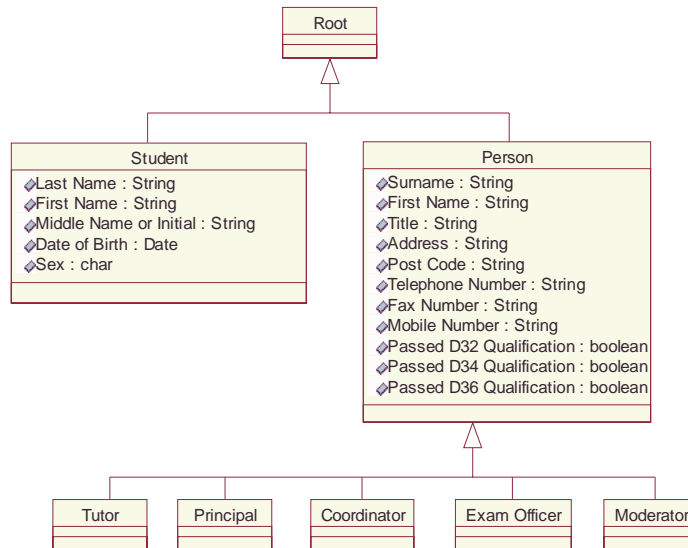 Root
Student
Last Name : String
First Name : String
Middle Name or Initial : String
Date of Birth : Date
Sex : char
Person
Surname : String
First Name : String
Title : String
Address : String
Post Code : String
Telephone Number : String
Fax Number : String
Mobile Number : String
Passed D32 Qualification : boolean
Passed D34 Qualification : boolean
Passed D36 Qualification : boolean
Tutor
Principal
Coordinator
Exam Officer
Moderator